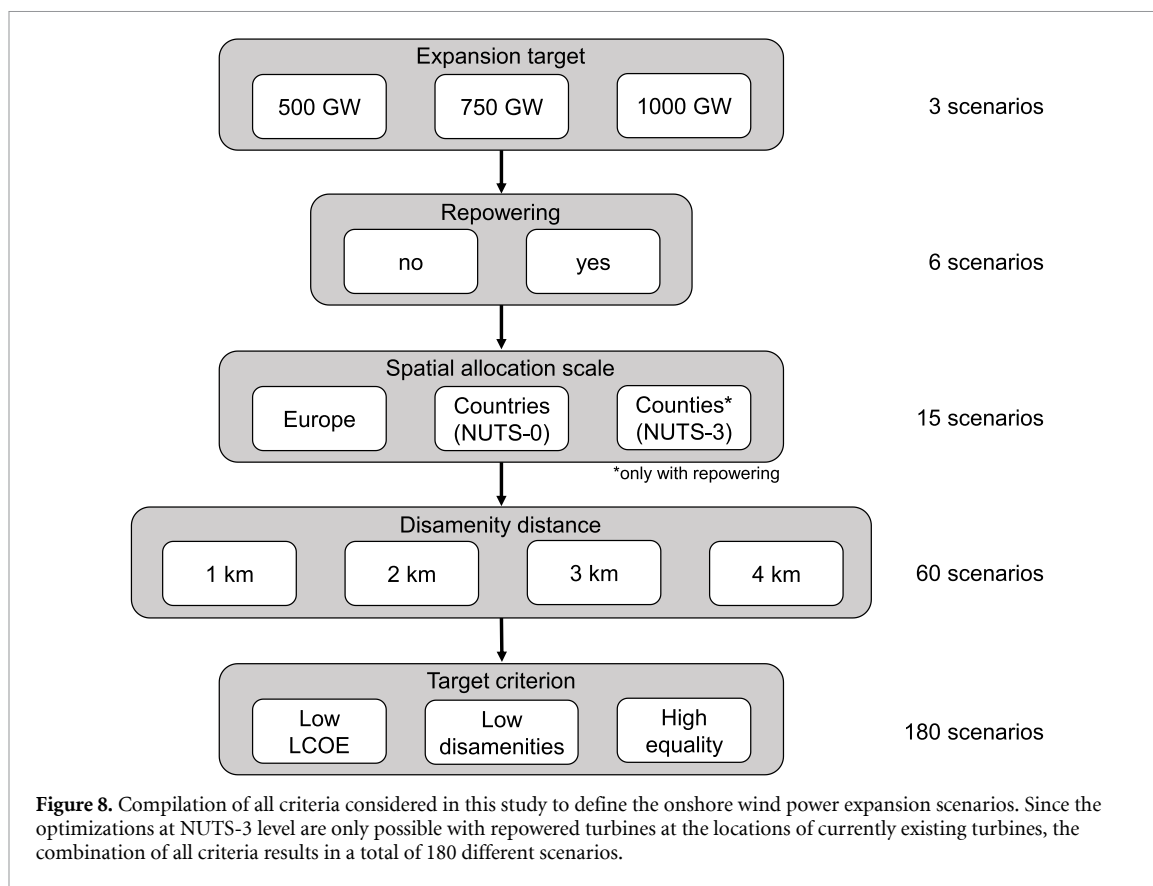 Expansion target
500 GW 750 GW 1000 GW
3 scenarios
Repowering
no yes
6 scenarios
Spatial allocation scale
Europe
Countries
(NUTS-0)
Counties*
(NUTS-3)
15 scenarios
*only with repowering
Disamenity distance
1 km 2 km 3 km 4 km
60 scenarios
Target criterion
Low
LCOE
Low
disamenities
High
equality
180 scenarios
Figure 8. Compilation of all criteria considered in this study to define the onshore wind power expansion scenarios. Since the
optimizations at NUTS-3 level are only possible with repowered turbines at the locations of currently existing turbines, the
combination of all criteria results in a total of 180 different scenarios.